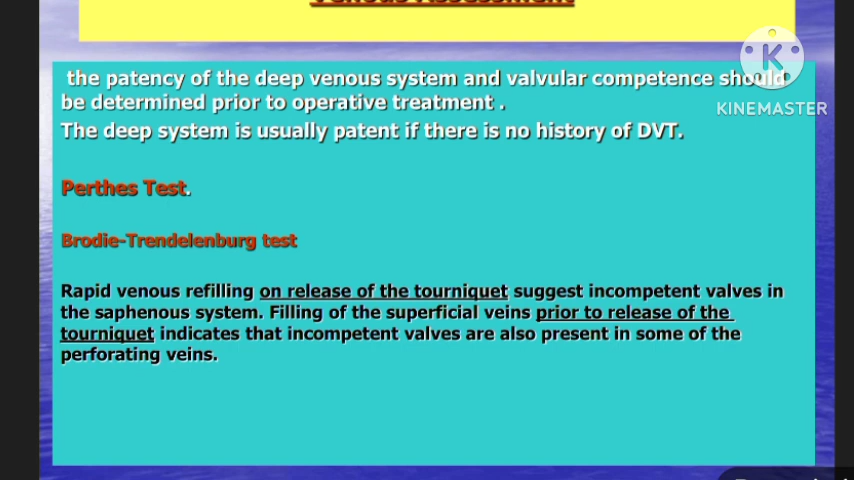 Venous Assessment
the patency of the deep venous system and valvular competence should
be determined prior to operative treatment .
The deep system is usually patent if there is no history of DVT.
KINEMASTER
Perthes Test.
Brodie-Trendelenburg test
Rapid venous refilling on release of the tourniquet suggest incompetent valves in
the saphenous system. Filling of the superficial veins prior to release of the
tourniquet indicates that incompetent valves are also present in some of the
perforating veins.